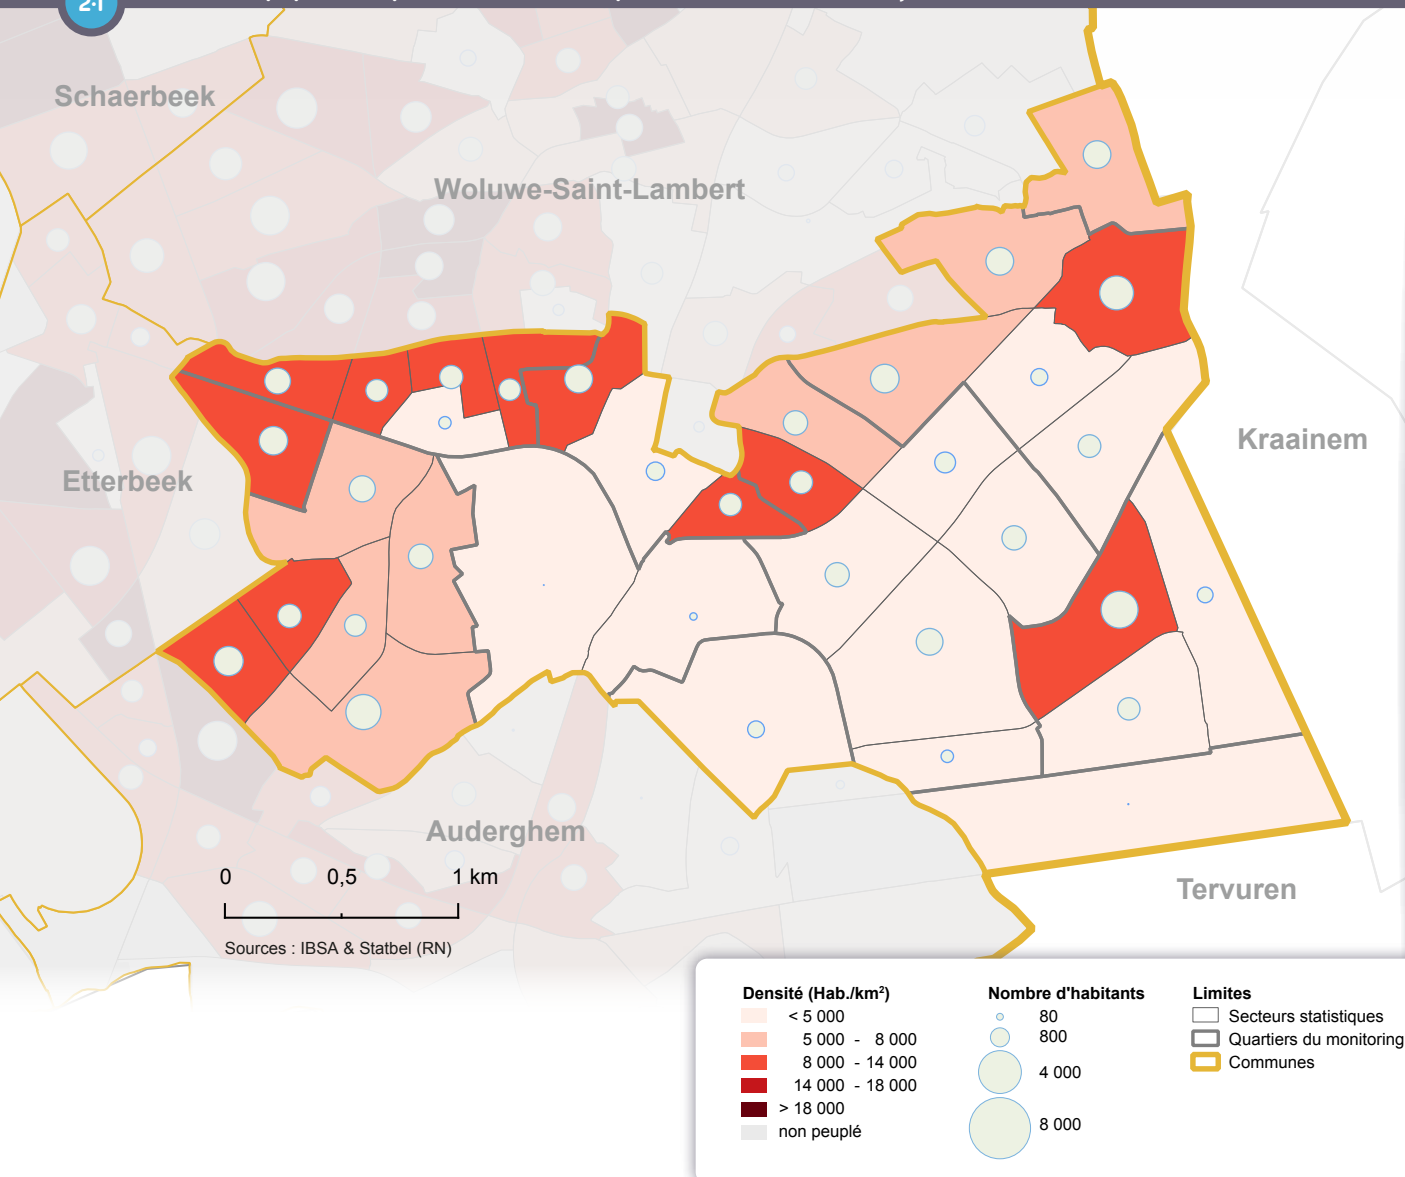 2.1
Schaerbeek
Woluwe-Saint-Lambert
Kraainem
Etterbeek
Auderghem
Tervuren
0 0,5 1 km
Sources : IBSA & Statbel (RN)
Densité (Hab./km²)
< 5 000
5 000 - 8 000
8 000 - 14 000
14 000 - 18 000
> 18 000
non peuplé
Nombre d'habitants
80
800
4 000
8 000
Limites
Secteurs statistiques
Quartiers du monitoring
Communes